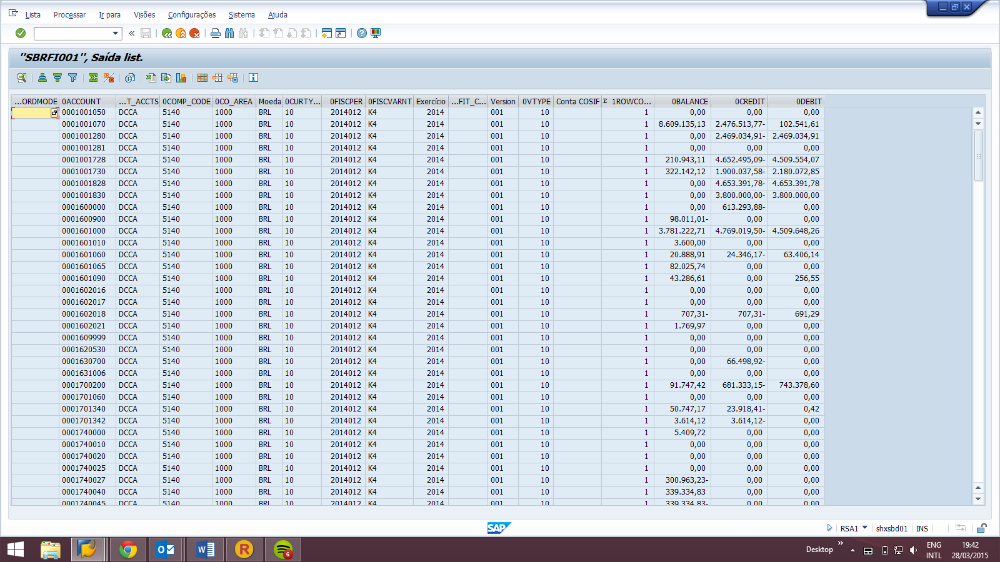 Lista Processar Ir para Visões Configurações Sistema Ajuda
"SBRFI001", Saída list.
...ORDMODE 0ACCOUNT ...T_ACCTS 0COMP_CODE 0CO_AREA Moeda 0CURTY... 0FISCPER 0FISCVARNT Exercício ...FIT_C... Version 0VTYPE Conta COSIF Σ 1ROWCO... 0BALANCE 0CREDIT 0DEBIT
0001001050 DCCA 5140 1000 BRL 10 2014012 K4 2014 001 10 1 0,00 0,00 0,00
0001001070 DCCA 5140 1000 BRL 10 2014012 K4 2014 001 10 1 8.609.135,13 2.476.513,77- 102.541,61
0001001280 DCCA 5140 1000 BRL 10 2014012 K4 2014 001 10 1 0,00 2.469.034,91- 2.469.034,91
0001001281 DCCA 5140 1000 BRL 10 2014012 K4 2014 001 10 1 0,00 0,00 0,00
0001001728 DCCA 5140 1000 BRL 10 2014012 K4 2014 001 10 1 210.943,11 4.652.495,09- 4.509.554,07
0001001730 DCCA 5140 1000 BRL 10 2014012 K4 2014 001 10 1 322.142,12 1.900.037,58- 2.180.072,85
0001001828 DCCA 5140 1000 BRL 10 2014012 K4 2014 001 10 1 0,00 4.653.391,78- 4.653.391,78
0001001830 DCCA 5140 1000 BRL 10 2014012 K4 2014 001 10 1 0,00 3.800.000,00- 3.800.000,00
0001600000 DCCA 5140 1000 BRL 10 2014012 K4 2014 001 10 1 0,00 613.293,88- 0,00
0001600900 DCCA 5140 1000 BRL 10 2014012 K4 2014 001 10 1 98.011,01- 0,00 0,00
0001601000 DCCA 5140 1000 BRL 10 2014012 K4 2014 001 10 1 3.781.222,71 4.769.019,50- 4.509.648,26
0001601010 DCCA 5140 1000 BRL 10 2014012 K4 2014 001 10 1 3.600,00 0,00 0,00
0001601060 DCCA 5140 1000 BRL 10 2014012 K4 2014 001 10 1 20.888,91 24.346,17- 63.406,14
0001601065 DCCA 5140 1000 BRL 10 2014012 K4 2014 001 10 1 82.025,74 0,00 0,00
0001601090 DCCA 5140 1000 BRL 10 2014012 K4 2014 001 10 1 43.286,61 0,00 256,55
0001602016 DCCA 5140 1000 BRL 10 2014012 K4 2014 001 10 1 0,00 0,00 0,00
0001602017 DCCA 5140 1000 BRL 10 2014012 K4 2014 001 10 1 0,00 0,00 0,00
0001602018 DCCA 5140 1000 BRL 10 2014012 K4 2014 001 10 1 707,31- 707,31- 691,29
0001602021 DCCA 5140 1000 BRL 10 2014012 K4 2014 001 10 1 1.769,97 0,00 0,00
0001609999 DCCA 5140 1000 BRL 10 2014012 K4 2014 001 10 1 0,00 0,00 0,00
0001620530 DCCA 5140 1000 BRL 10 2014012 K4 2014 001 10 1 0,00 0,00 0,00
0001630700 DCCA 5140 1000 BRL 10 2014012 K4 2014 001 10 1 0,00 66.498,92- 0,00
0001631006 DCCA 5140 1000 BRL 10 2014012 K4 2014 001 10 1 0,00 0,00 0,00
0001700200 DCCA 5140 1000 BRL 10 2014012 K4 2014 001 10 1 91.747,42 681.333,15- 743.378,60
0001701060 DCCA 5140 1000 BRL 10 2014012 K4 2014 001 10 1 0,00 0,00 0,00
0001701340 DCCA 5140 1000 BRL 10 2014012 K4 2014 001 10 1 50.747,17 23.918,41- 0,42
0001701342 DCCA 5140 1000 BRL 10 2014012 K4 2014 001 10 1 3.614,12 3.614,12- 0,00
0001740000 DCCA 5140 1000 BRL 10 2014012 K4 2014 001 10 1 5.409,72 0,00 0,00
0001740010 DCCA 5140 1000 BRL 10 2014012 K4 2014 001 10 1 0,00 0,00 0,00
0001740020 DCCA 5140 1000 BRL 10 2014012 K4 2014 001 10 1 0,00 0,00 0,00
0001740025 DCCA 5140 1000 BRL 10 2014012 K4 2014 001 10 1 0,00 0,00 0,00
0001740027 DCCA 5140 1000 BRL 10 2014012 K4 2014 001 10 1 300.963,23- 0,00 0,00
0001740040 DCCA 5140 1000 BRL 10 2014012 K4 2014 001 10 1 339.334,83 0,00 0,00
0001740045 DCCA 5140 1000 BRL 10 2014012 K4 2014 001 10 1 339.334,83- 0,00 0,00
SAP RSA1 shxsbd01 INS
Desktop ENG 19:42
INTL 28/03/2015
6